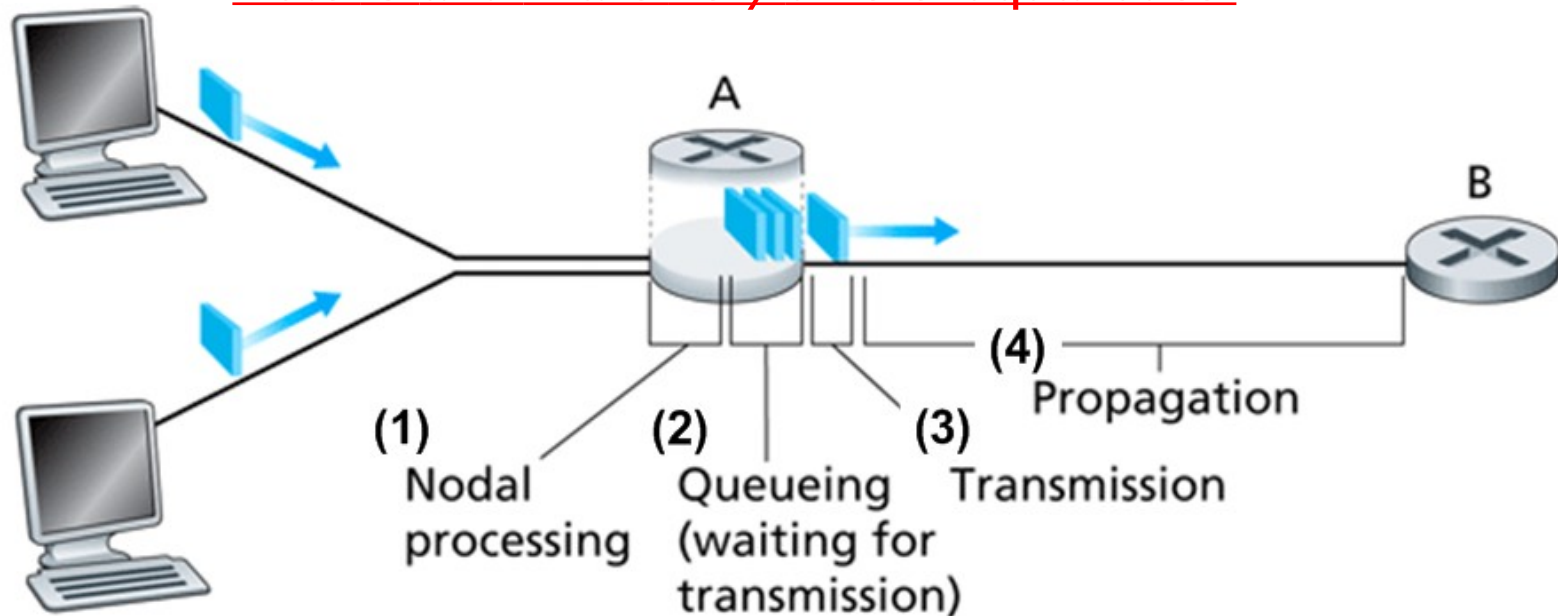 A
B
(4)
Propagation
(1)
(2)
(3)
Nodal
processing
Queueing
(waiting for
transmission)
Transmission